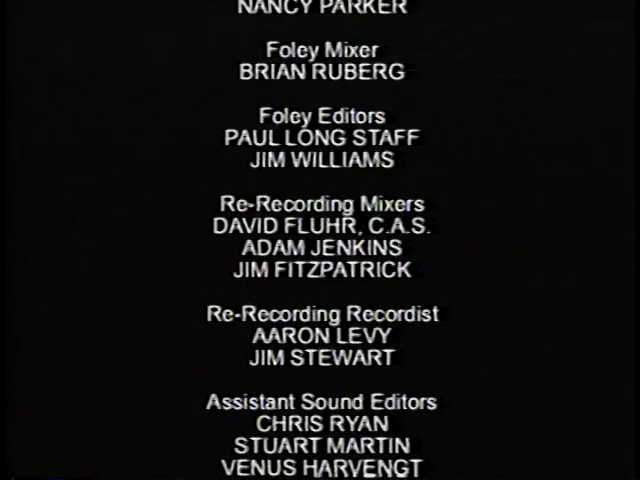 NANCY PARKER
Foley Mixer
BRIAN RUBERG
Foley Editors
PAUL LONG STAFF
JIM WILLIAMS
Re-Recording Mixers
DAVID FLUHR, C.A.S.
ADAM JENKINS
JIM FITZPATRICK
Re-Recording Recordist
AARON LEVY
JIM STEWART
Assistant Sound Editors
CHRIS RYAN
STUART MARTIN
VENUS HARVENGT